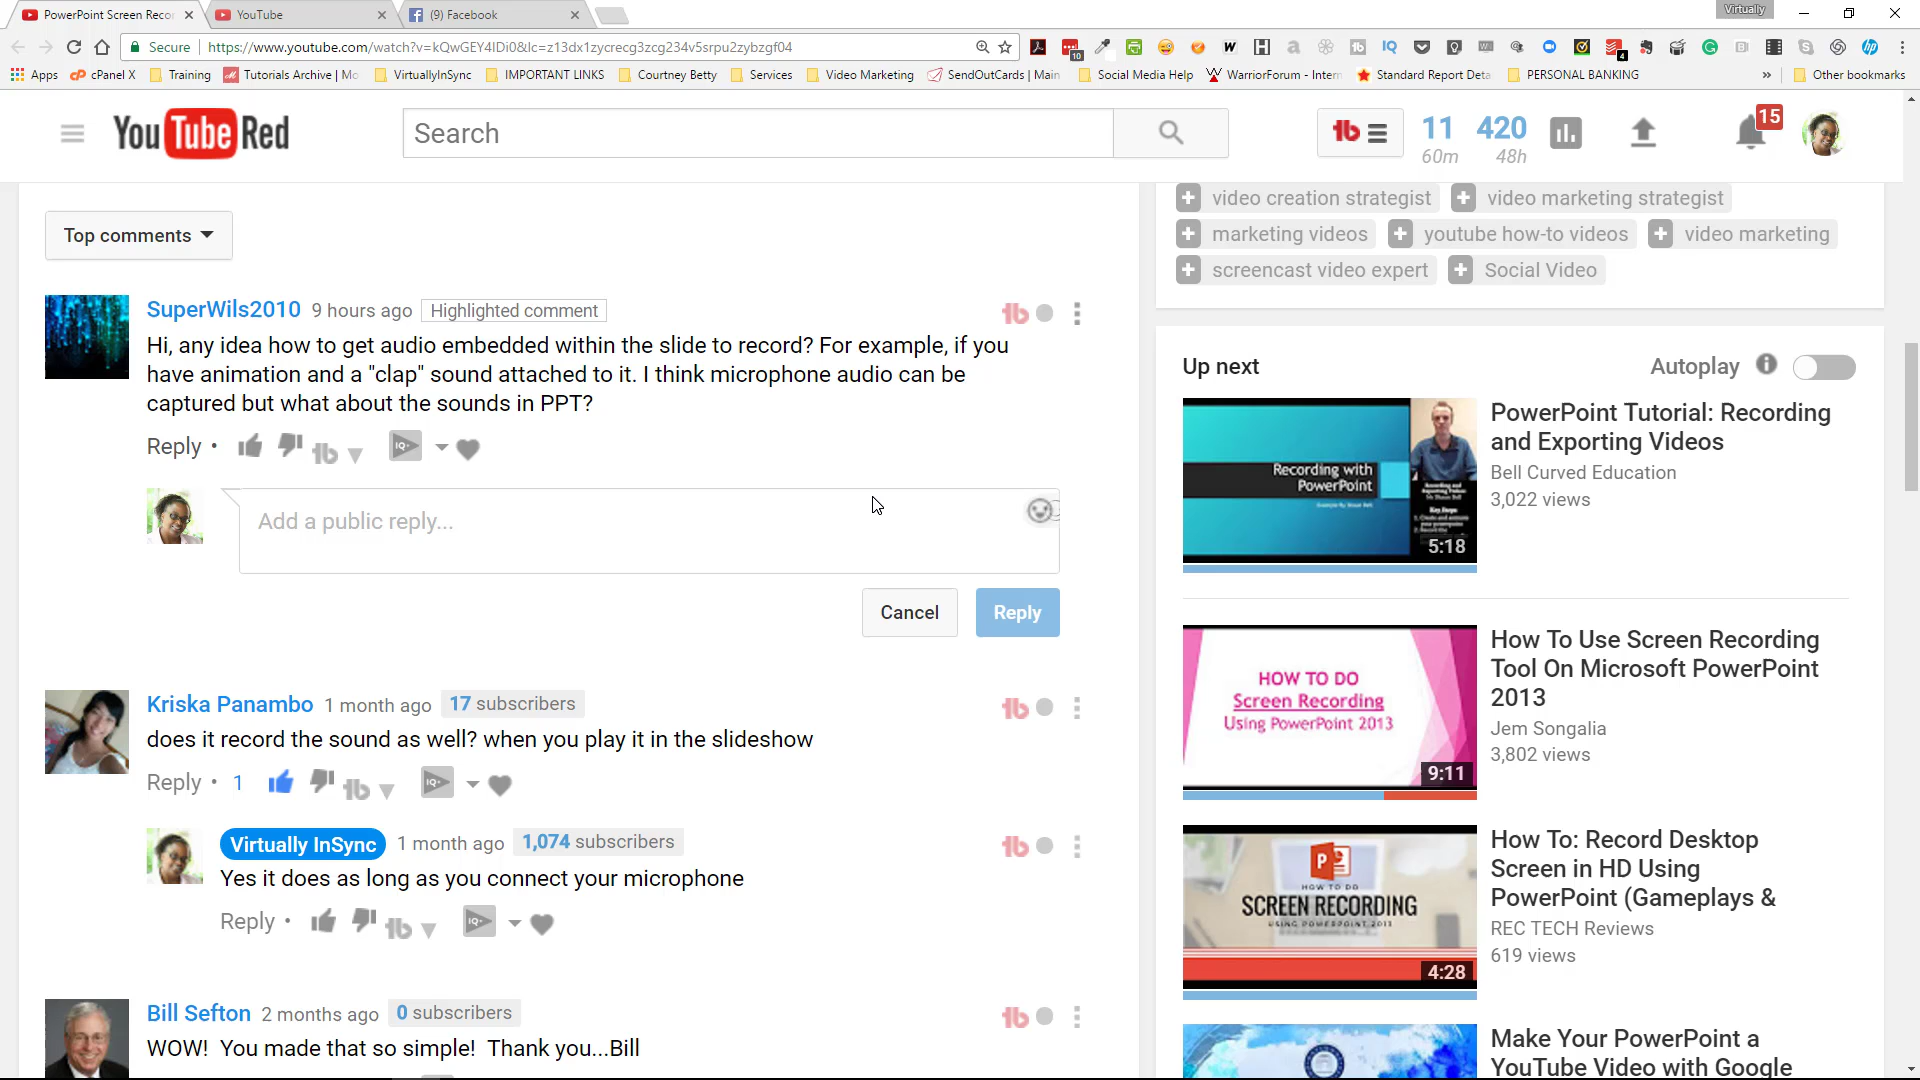 PowerPoint Screen Recor
YouTube
(9) Facebook
Virtually
Secure
https://www.youtube.com/watch?v=kQwGEY4IDi0&lc=z13dx1zycrecg3zcg234v5srpu2zybzgf04
Apps
cPanel X
Training
Tutorials Archive | Mo
VirtuallyInSync
IMPORTANT LINKS
Courtney Betty
Services
Video Marketing
SendOutCards | Main
Social Media Help
WarriorForum - Intern
Standard Report Deta
PERSONAL BANKING
»
Other bookmarks
YouTube Red
Search
11
60m
420
48h
15
video creation strategist
video marketing strategist
marketing videos
youtube how-to videos
video marketing
screencast video expert
Social Video
Top comments
SuperWils2010 9 hours ago Highlighted comment
Hi, any idea how to get audio embedded within the slide to record? For example, if you
have animation and a "clap" sound attached to it. I think microphone audio can be
captured but what about the sounds in PPT?
Reply •
Add a public reply...
Cancel
Reply
Kriska Panambo 1 month ago 17 subscribers
does it record the sound as well? when you play it in the slideshow
Reply • 1
Virtually InSync 1 month ago 1,074 subscribers
Yes it does as long as you connect your microphone
Reply •
Bill Sefton 2 months ago 0 subscribers
WOW! You made that so simple! Thank you...Bill
Up next
Autoplay
Recording with
PowerPoint
5:18
PowerPoint Tutorial: Recording
and Exporting Videos
Bell Curved Education
3,022 views
HOW TO DO
Screen Recording
Using PowerPoint 2013
9:11
How To Use Screen Recording
Tool On Microsoft PowerPoint
2013
Jem Songalia
3,802 views
HOW TO DO
SCREEN RECORDING
USING POWERPOINT 2013
4:28
How To: Record Desktop
Screen in HD Using
PowerPoint (Gameplays &
REC TECH Reviews
619 views
Make Your PowerPoint a
YouTube Video with Google